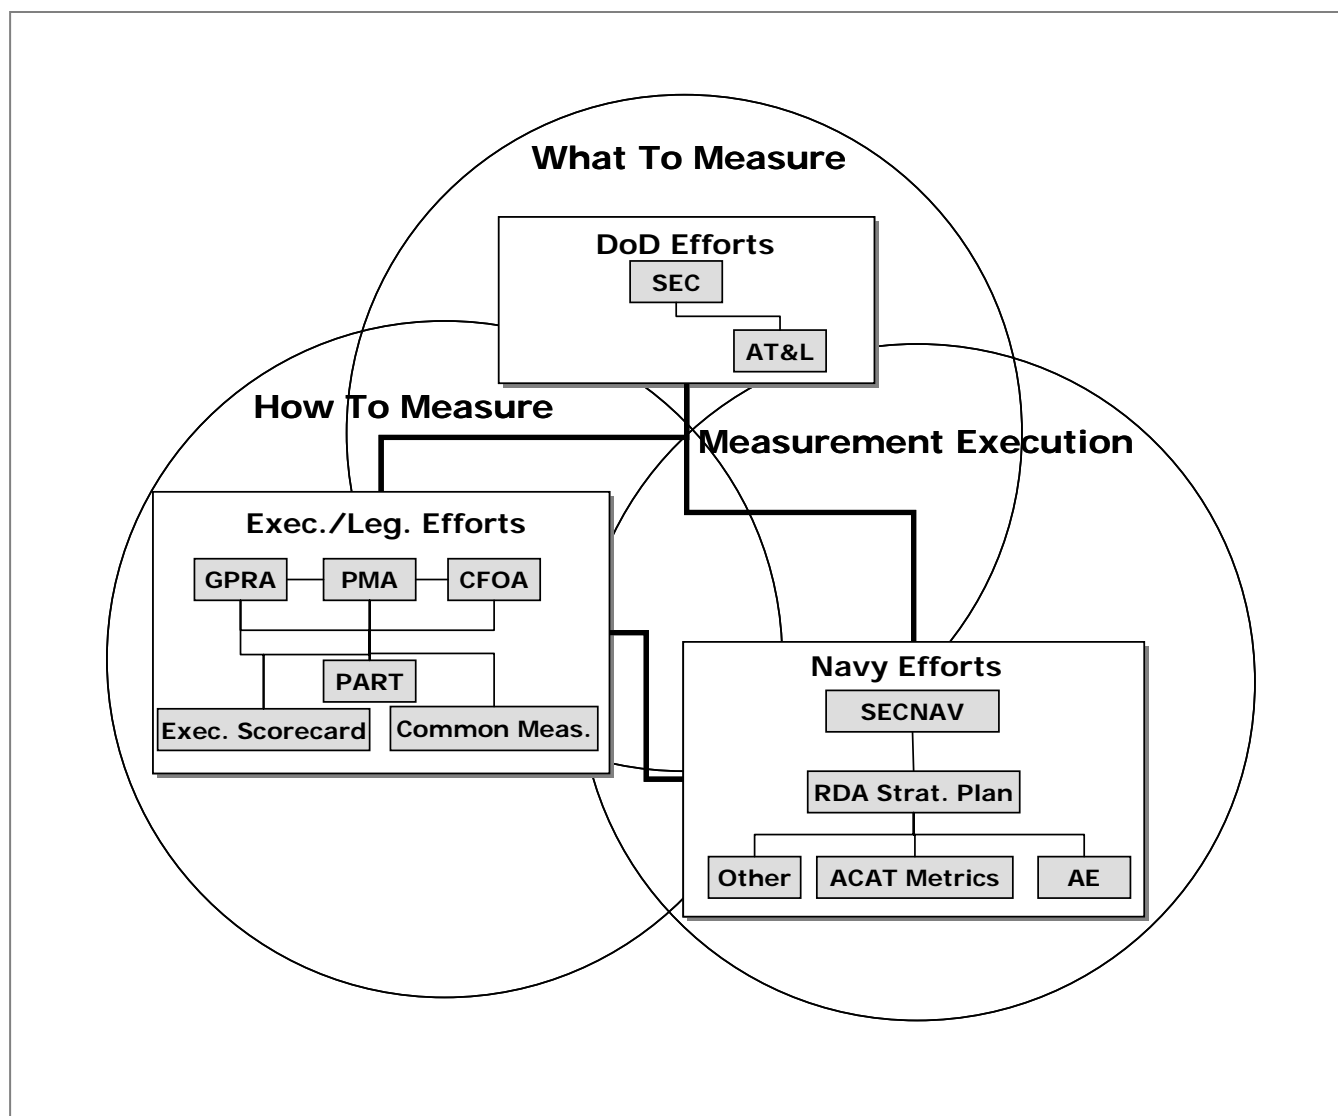 What To Measure
DoD Efforts
SEC
AT&L
How To Measure
Measurement Execution
Exec./Leg. Efforts
GPRA
PMA
CFOA
PART
Exec. Scorecard
Common Meas.
Navy Efforts
SECNAV
RDA Strat. Plan
Other
ACAT Metrics
AE